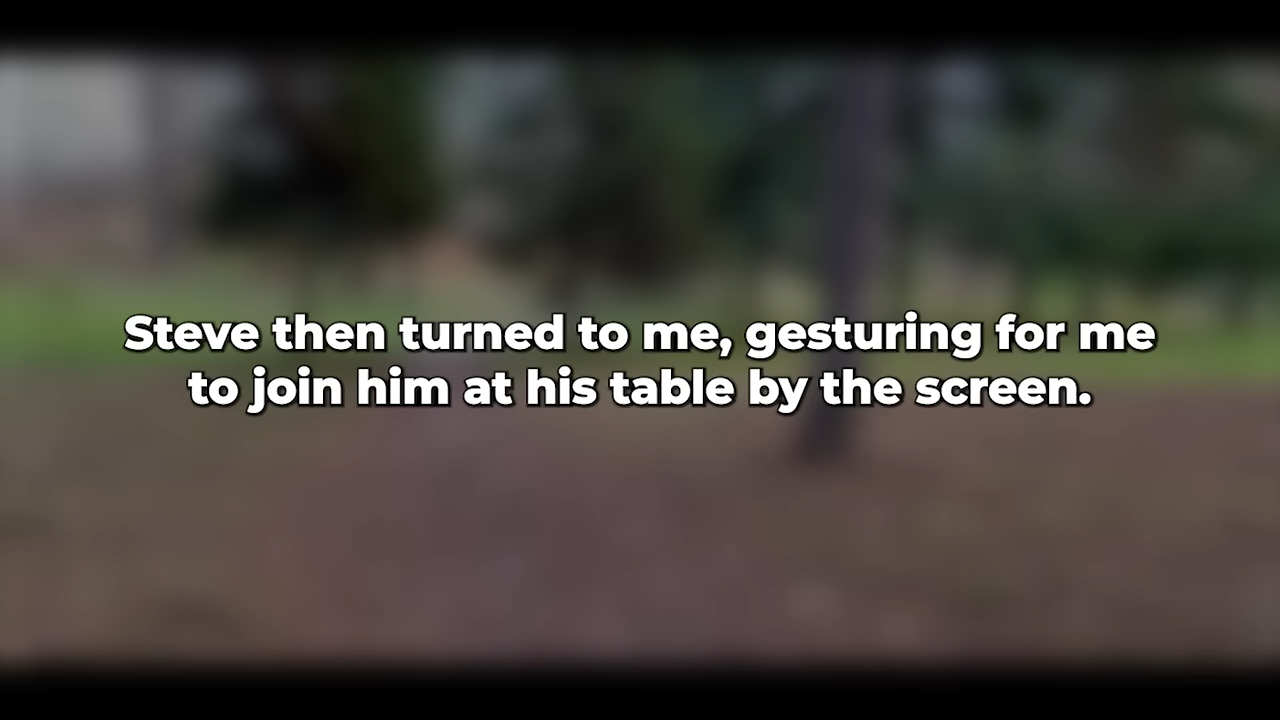 Steve then turned to me, gesturing for me
to join him at his table by the screen.